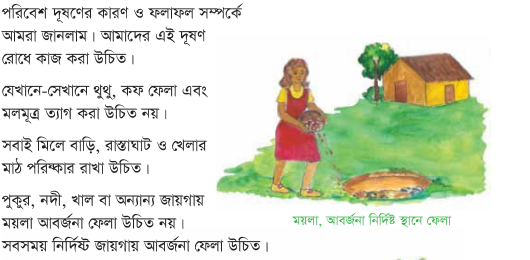 পরিবেশ দূষণের কারণ ও ফলাফল সম্পর্কে
আমরা জানলাম। আমাদের এই দূষণ
রোধে কাজ করা উচিত।
যেখানে-সেখানে থুথু, কফ ফেলা এবং
মলমূত্র ত্যাগ করা উচিত নয়।
সবাই মিলে বাড়ি, রাস্তাঘাট ও খেলার
মাঠ পরিষ্কার রাখা উচিত।
পুকুর, নদী, খাল বা অন্যান্য জায়গায়
ময়লা আবর্জনা ফেলা উচিত নয়।
সবসময় নির্দিষ্ট জায়গায় আবর্জনা ফেলা উচিত।
ময়লা, আবর্জনা নির্দিষ্ট স্থানে ফেলা